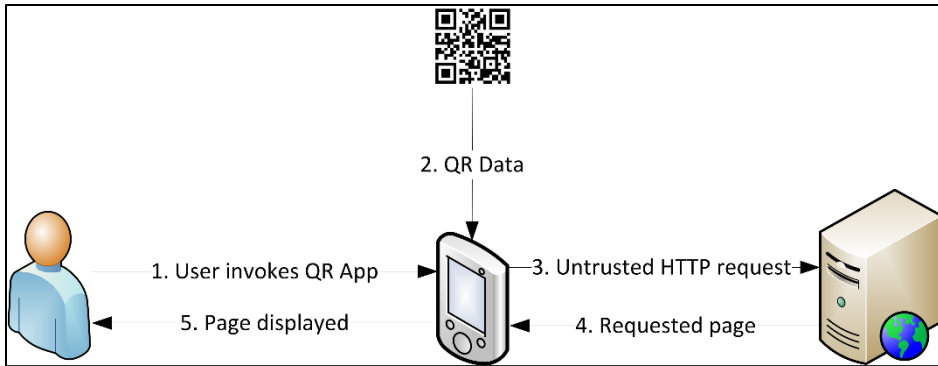 2. QR Data
1. User invokes QR App
3. Untrusted HTTP request
5. Page displayed
4. Requested page